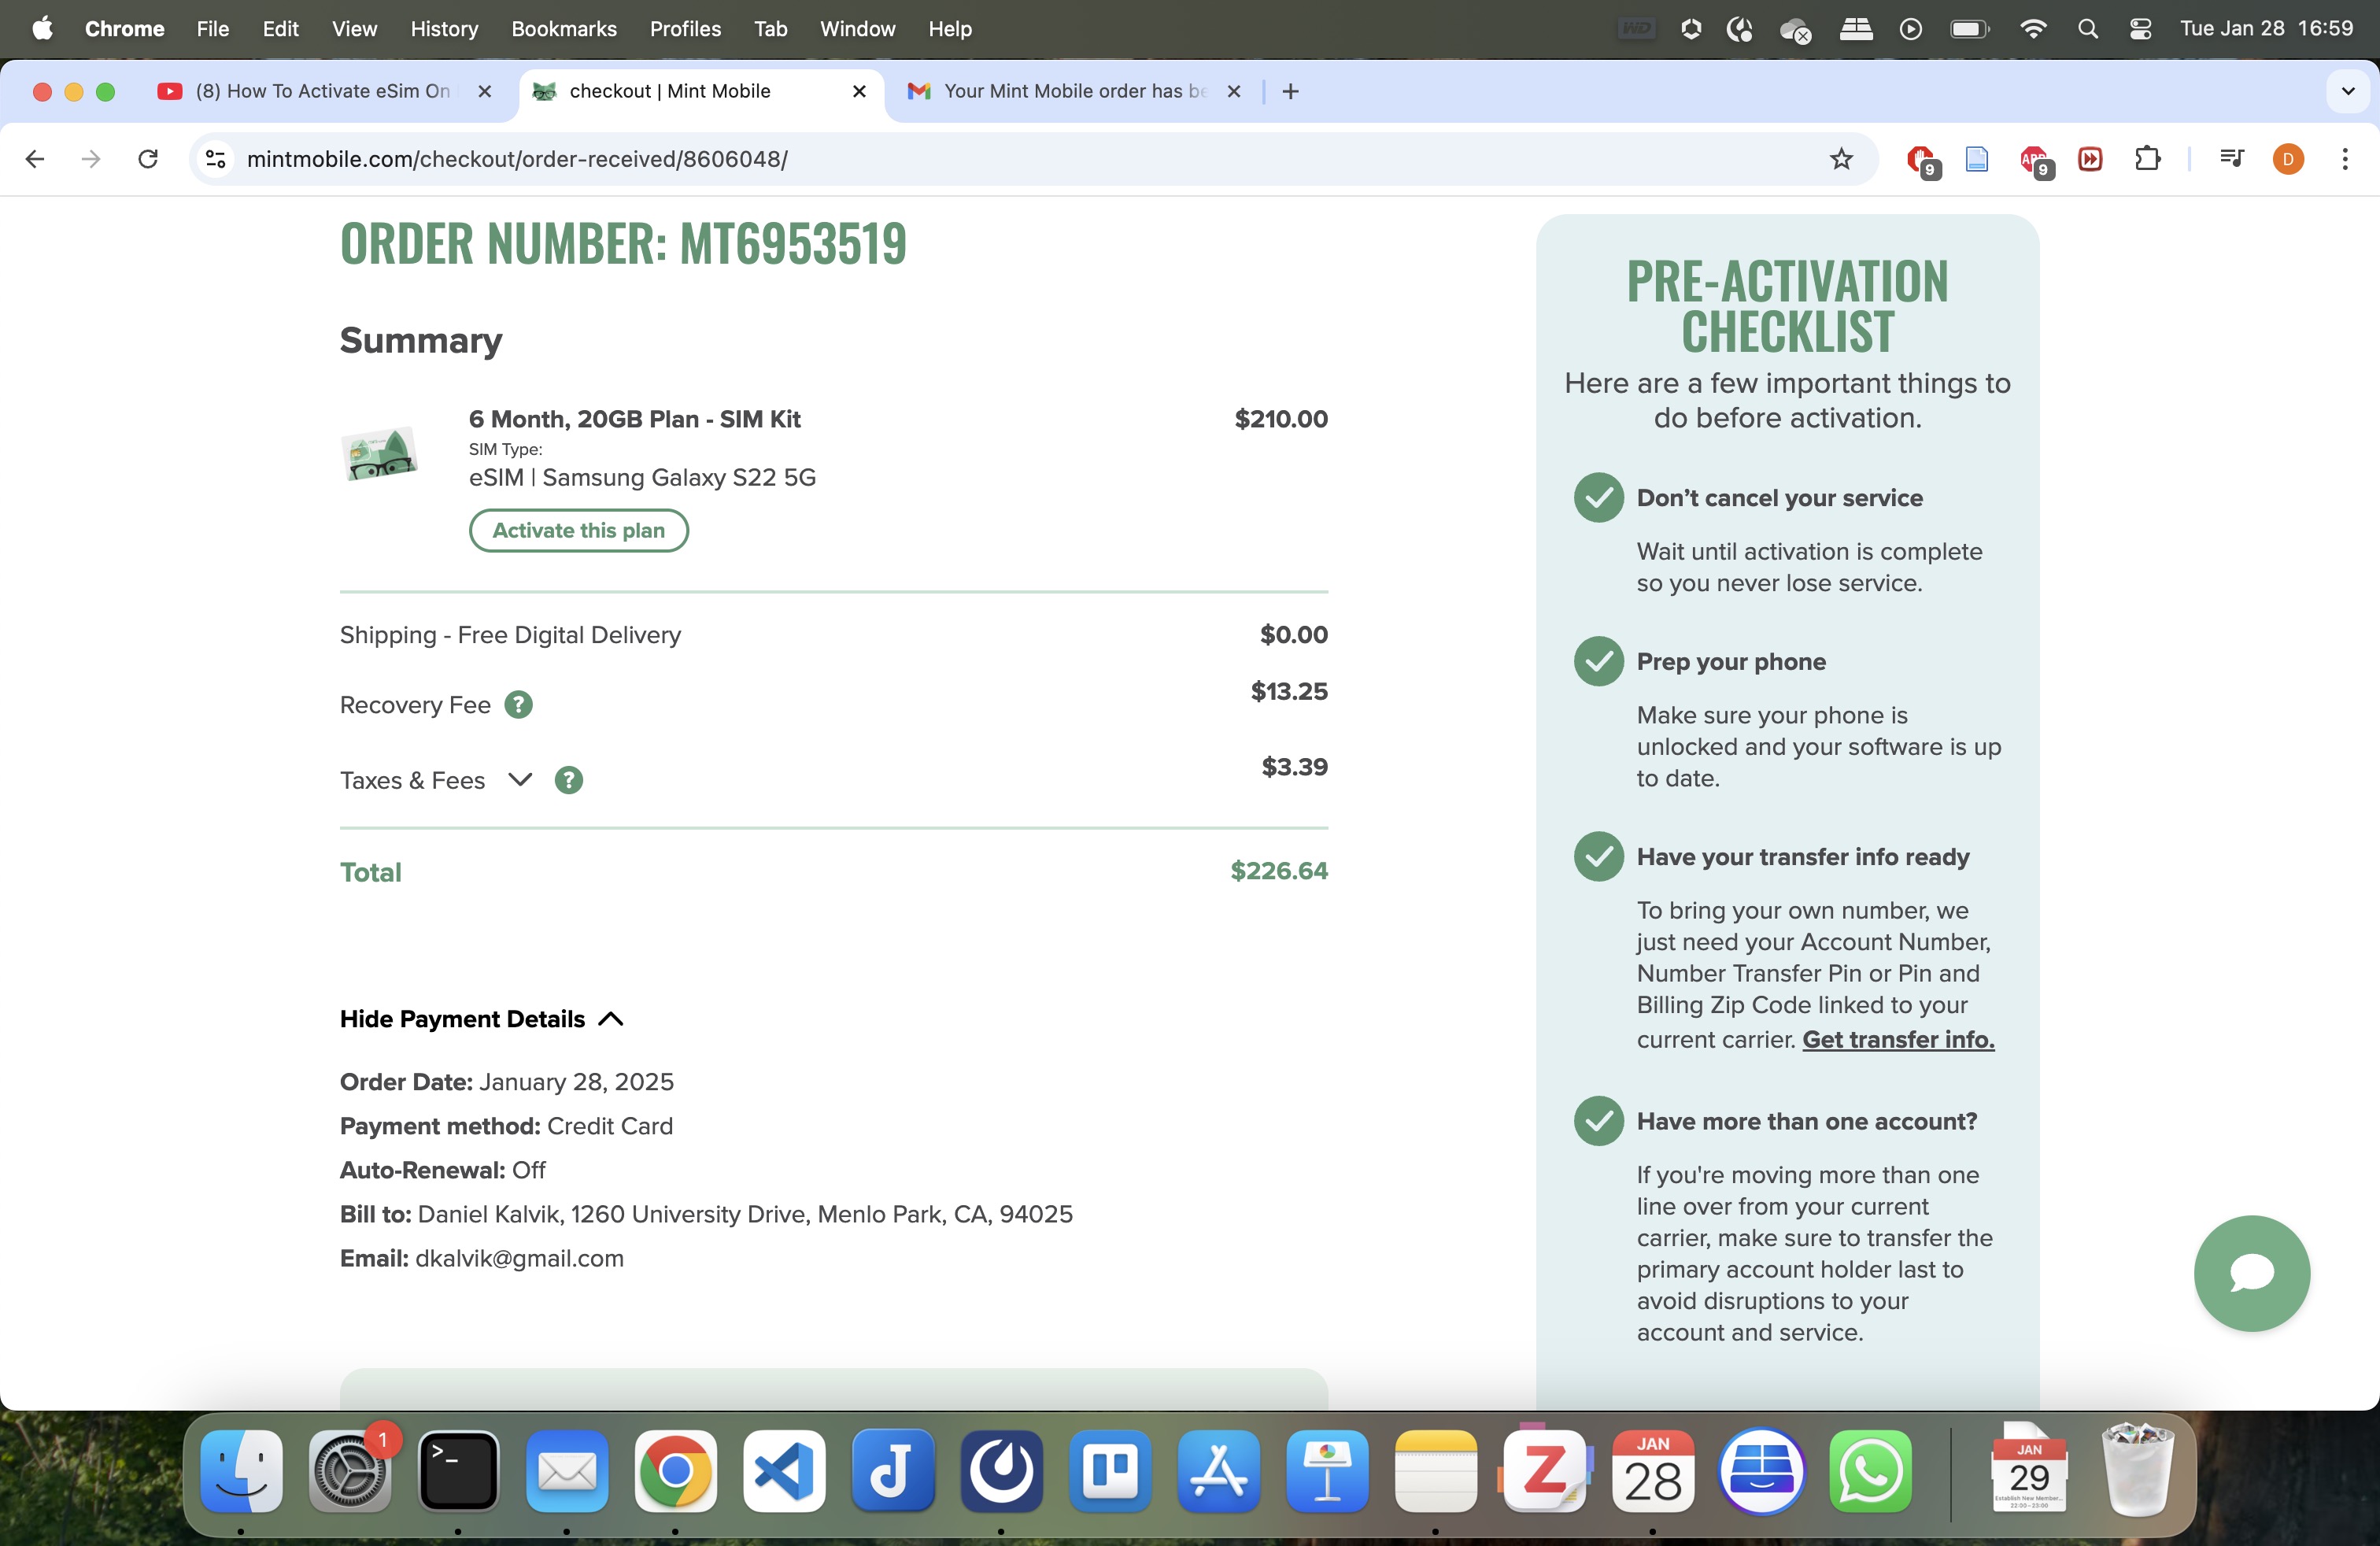 Chrome File Edit View History Bookmarks Profiles Tab Window Help
WD
Tue Jan 28 16:59
(8) How To Activate eSim On
checkout | Mint Mobile
Your Mint Mobile order has be
mintmobile.com/checkout/order-received/8606048/
9
ABP
9
D
ORDER NUMBER: MT6953519
Summary
6 Month, 20GB Plan - SIM Kit $210.00
SIM Type:
eSIM | Samsung Galaxy S22 5G
Activate this plan
Shipping - Free Digital Delivery $0.00
Recovery Fee ? $13.25
Taxes & Fees ? $3.39
Total $226.64
Hide Payment Details
Order Date: January 28, 2025
Payment method: Credit Card
Auto-Renewal: Off
Bill to: Daniel Kalvik, 1260 University Drive, Menlo Park, CA, 94025
Email: dkalvik@gmail.com
PRE-ACTIVATION
CHECKLIST
Here are a few important things to
do before activation.
Don’t cancel your service
Wait until activation is complete
so you never lose service.
Prep your phone
Make sure your phone is
unlocked and your software is up
to date.
Have your transfer info ready
To bring your own number, we
just need your Account Number,
Number Transfer Pin or Pin and
Billing Zip Code linked to your
current carrier. Get transfer info.
Have more than one account?
If you're moving more than one
line over from your current
carrier, make sure to transfer the
primary account holder last to
avoid disruptions to your
account and service.
1
>_
J
Z
JAN
28
JAN
29
Establish New Member...
22:00-23:00